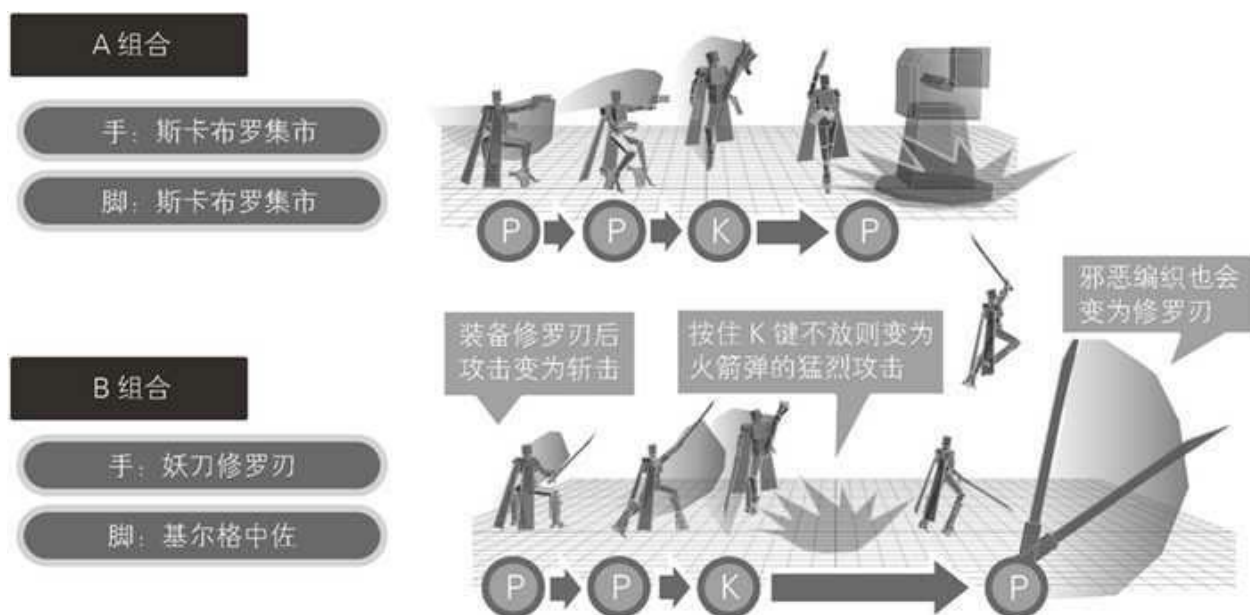 A 组合
手：斯卡布罗集市
脚：斯卡布罗集市
P
P
K
P
B 组合
手：妖刀修罗刃
脚：基尔格中佐
装备修罗刃后
攻击变为斩击
按住 K 键不放则变为
火箭弹的猛烈攻击
邪恶编织也会
变为修罗刃
P
P
K
P